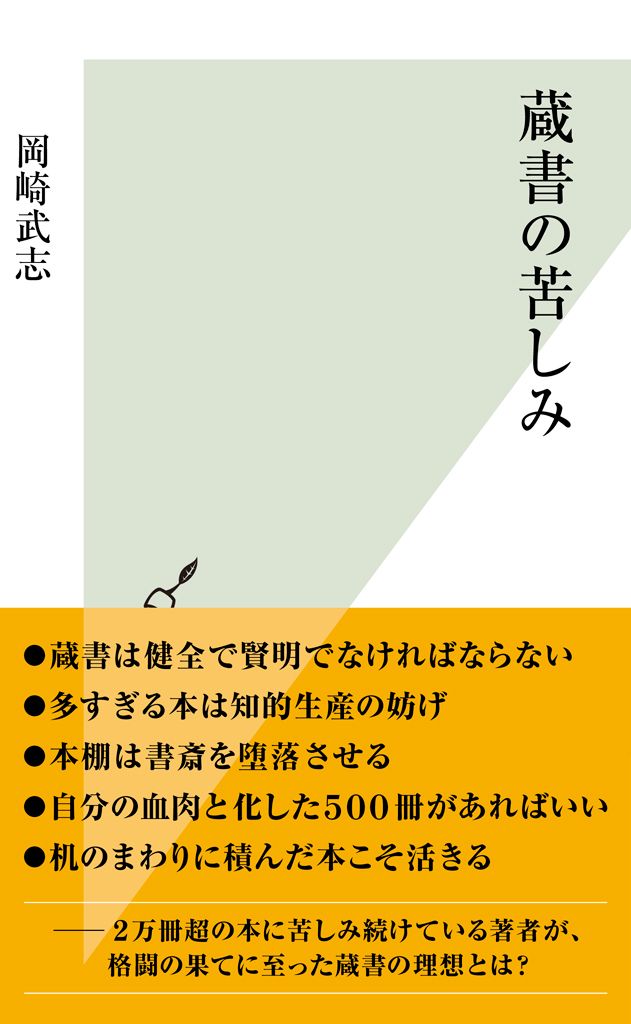 蔵書の苦しみ
岡崎武志
●蔵書は健全で賢明でなければならない
●多すぎる本は知的生産の妨げ
●本棚は書斎を堕落させる
●自分の血肉と化した500冊があればいい
●机のまわりに積んだ本こそ活きる
── 2万冊超の本に苦しみ続けている著者が、
格闘の果てに至った蔵書の理想とは?